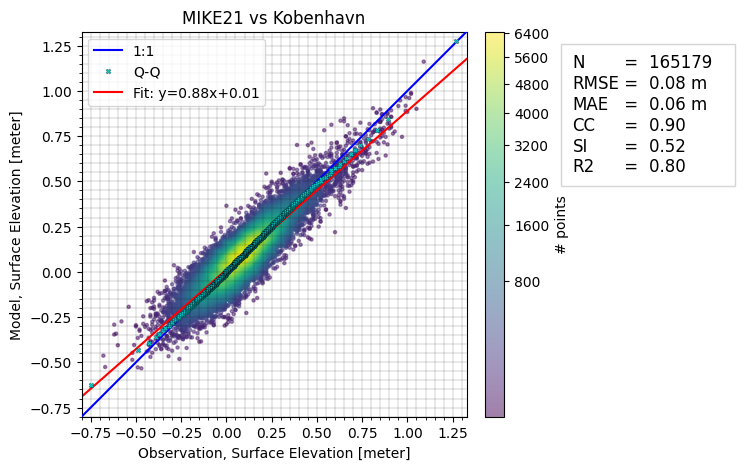 MIKE21 vs Kobenhavn
1:1
Q-Q
Fit: y=0.88x+0.01
Model, Surface Elevation [meter]
1.25
1.00
0.75
0.50
0.25
0.00
−0.25
−0.50
−0.75
−0.75 −0.50 −0.25 0.00 0.25 0.50 0.75 1.00 1.25
Observation, Surface Elevation [meter]
6400
5600
4800
4000
3200
2400
1600
800
# points
N = 165179
RMSE = 0.08 m
MAE = 0.06 m
CC = 0.90
SI = 0.52
R2 = 0.80